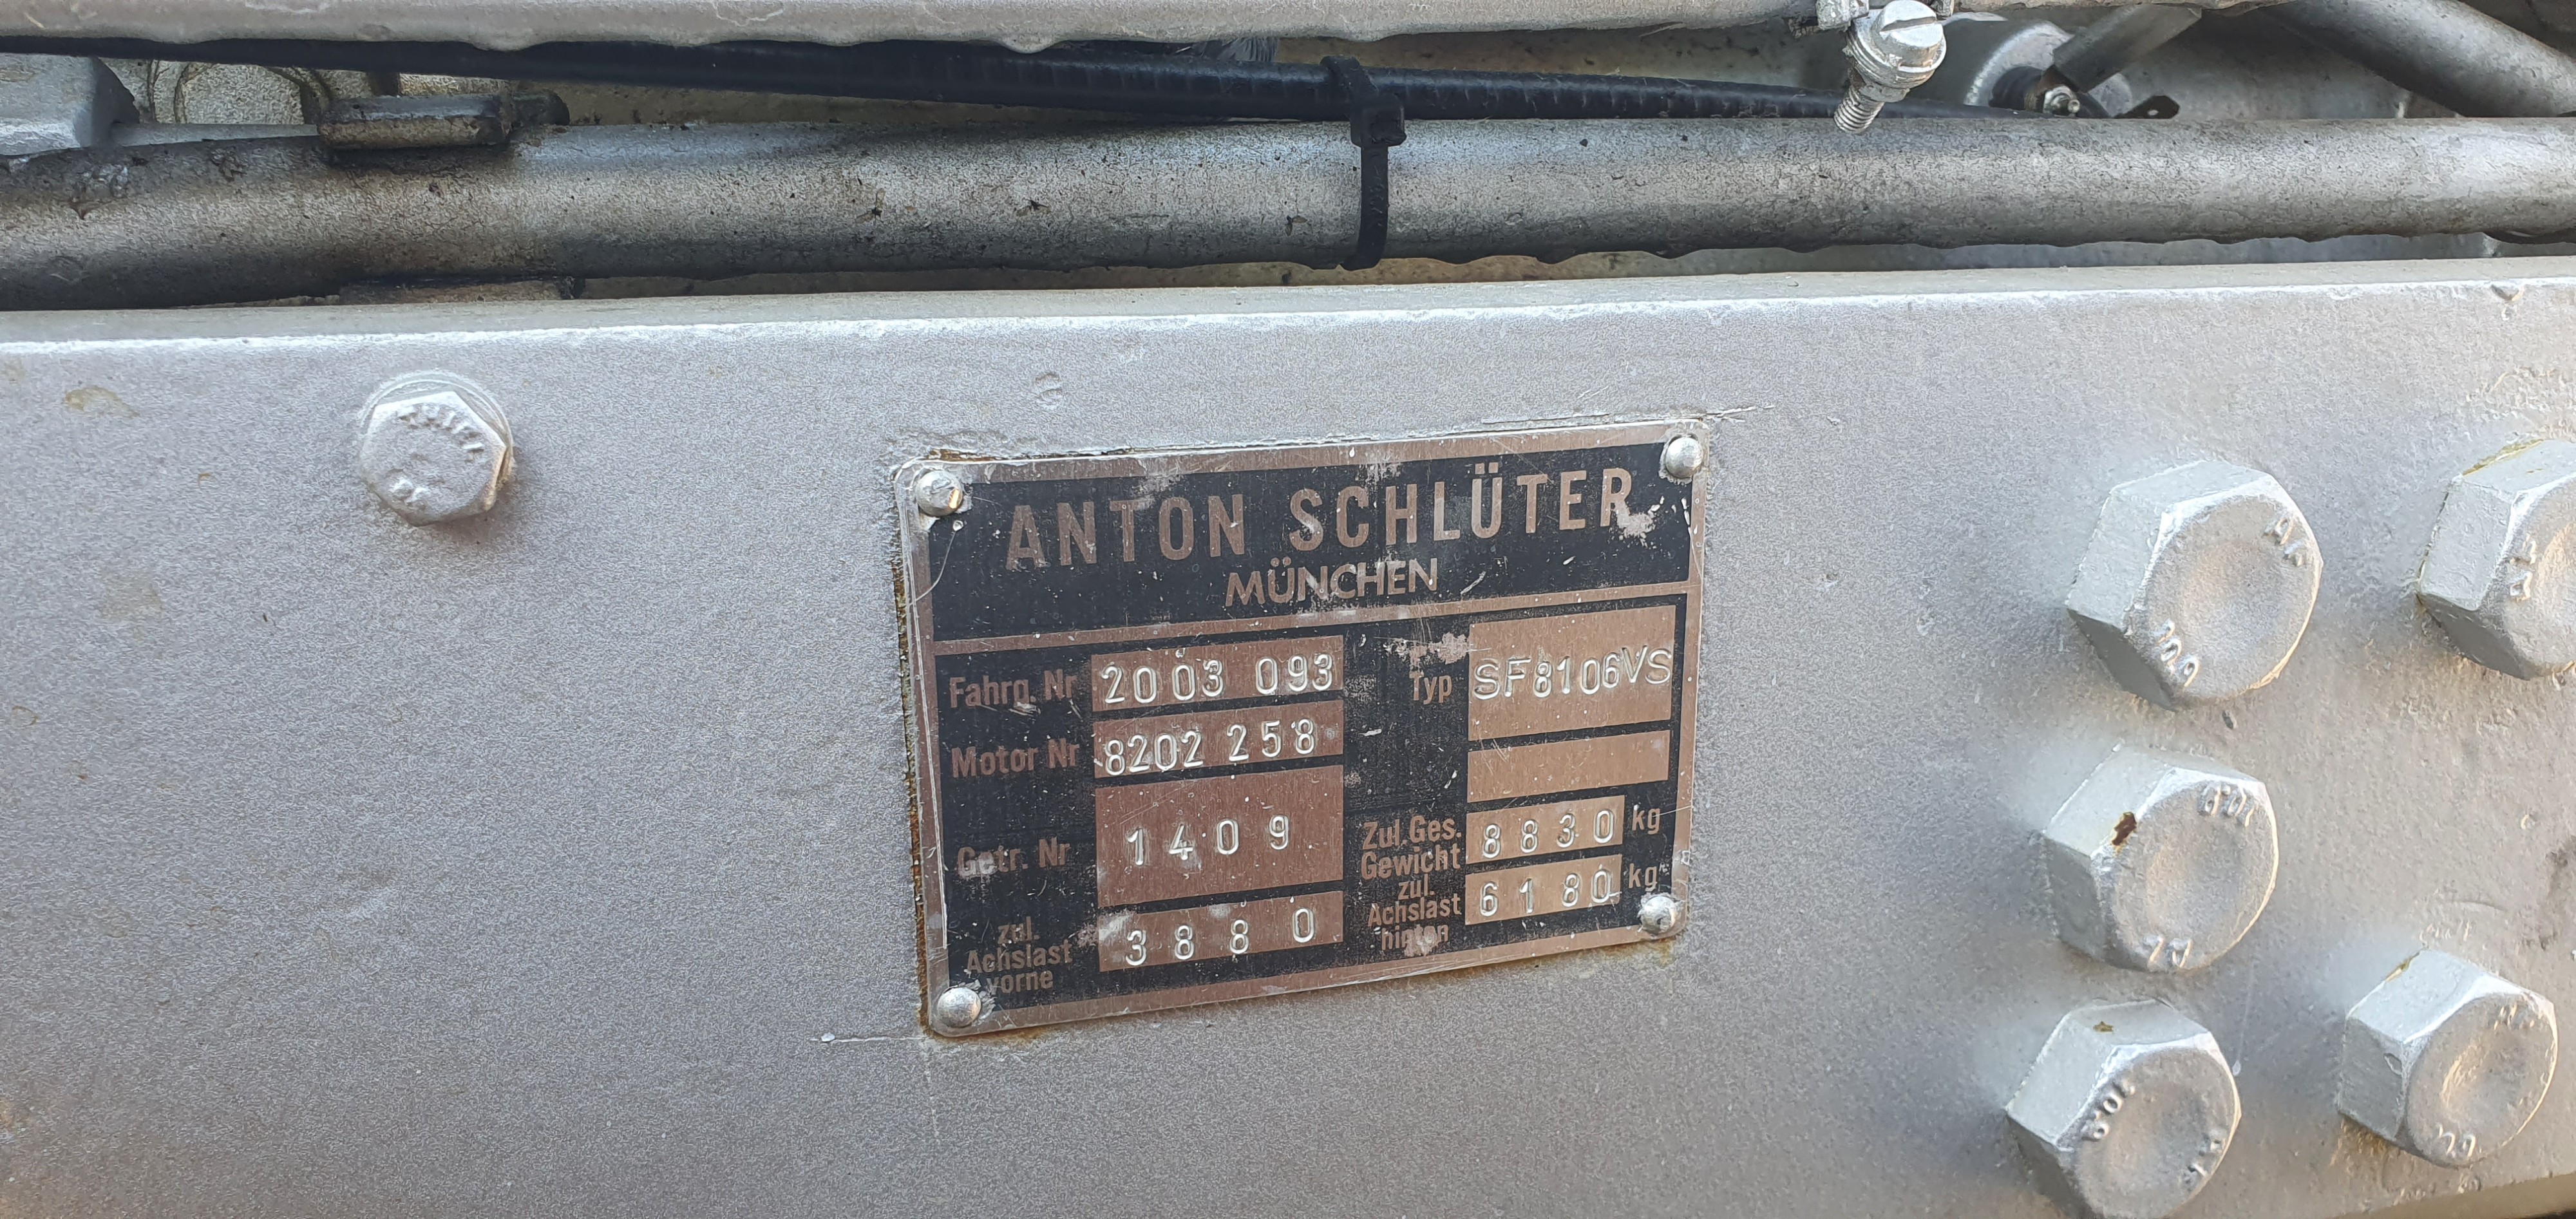 ANTON SCHLÜTER
MÜNCHEN
Fahrg. Nr 2003 093 Typ SF8106VS
Motor Nr 8202 258
Getr. Nr 1409
Zul.Ges. Gewicht 8830 kg
zul. Achslast vorne 3880
zul. Achslast hinten 6180 kg